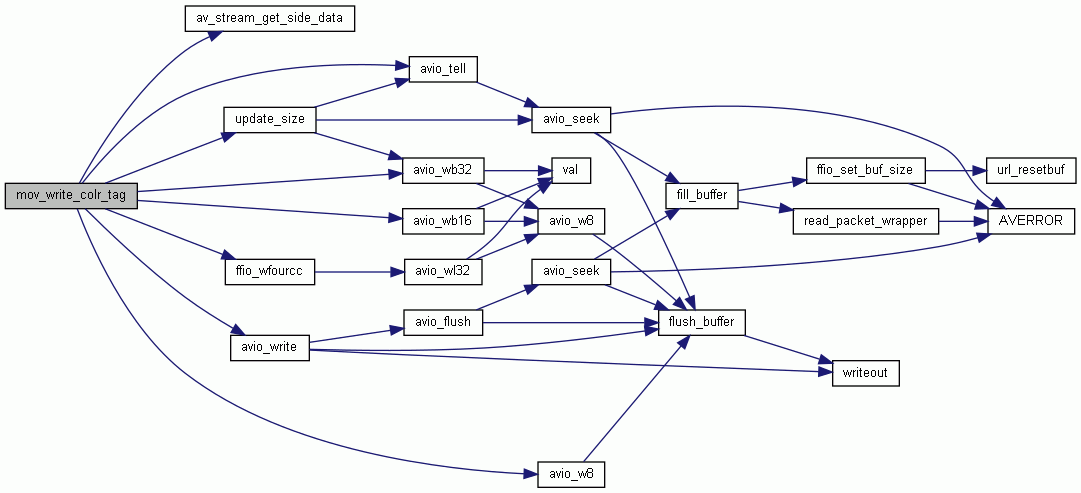 av_stream_get_side_data
avio_tell
update_size
avio_seek
avio_wb32
val
ffio_set_buf_size
url_resetbuf
mov_write_colr_tag
fill_buffer
avio_wb16
avio_w8
read_packet_wrapper
AVERROR
ffio_wfourcc
avio_wl32
avio_seek
avio_flush
flush_buffer
avio_write
writeout
avio_w8